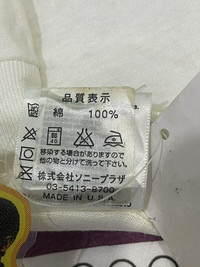 品質表示
綿 100%
移染する場合がありますので
他の物と分けて洗って下さい。
株式会社ソニープラザ
03-5413-8700
MADE IN U.S.A